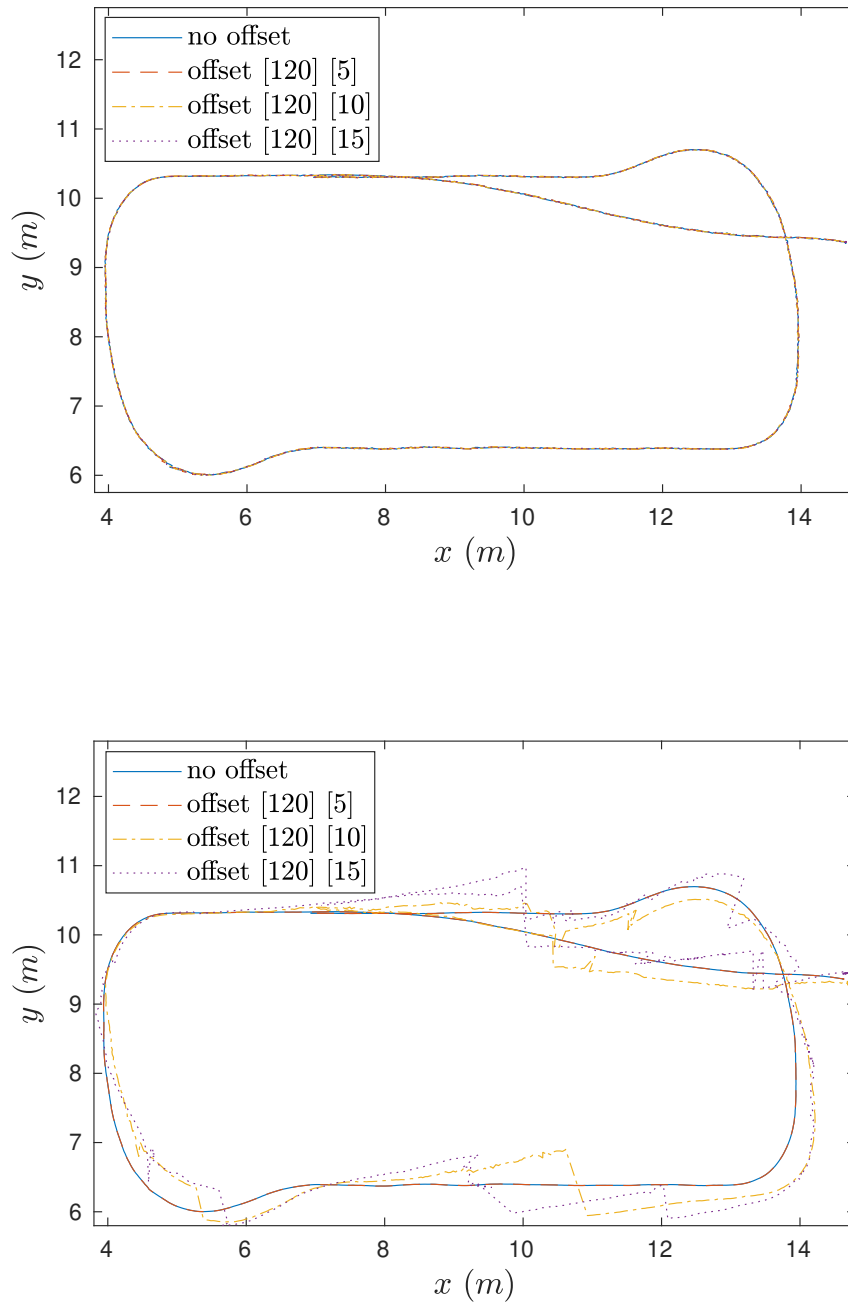 no offset
offset [120] [5]
offset [120] [10]
offset [120] [15]
12
11
10
9
8
7
6
y (m)
4 6 8 10 12 14
x (m)
no offset
offset [120] [5]
offset [120] [10]
offset [120] [15]
12
11
10
9
8
7
6
y (m)
4 6 8 10 12 14
x (m)